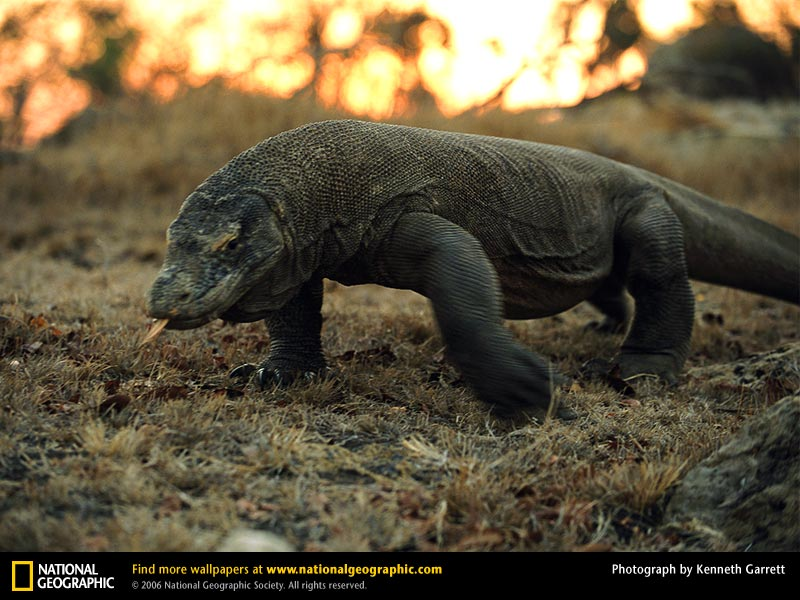 NATIONAL
GEOGRAPHIC
Find more wallpapers at www.nationalgeographic.com
© 2006 National Geographic Society. All rights reserved.
Photograph by Kenneth Garrett